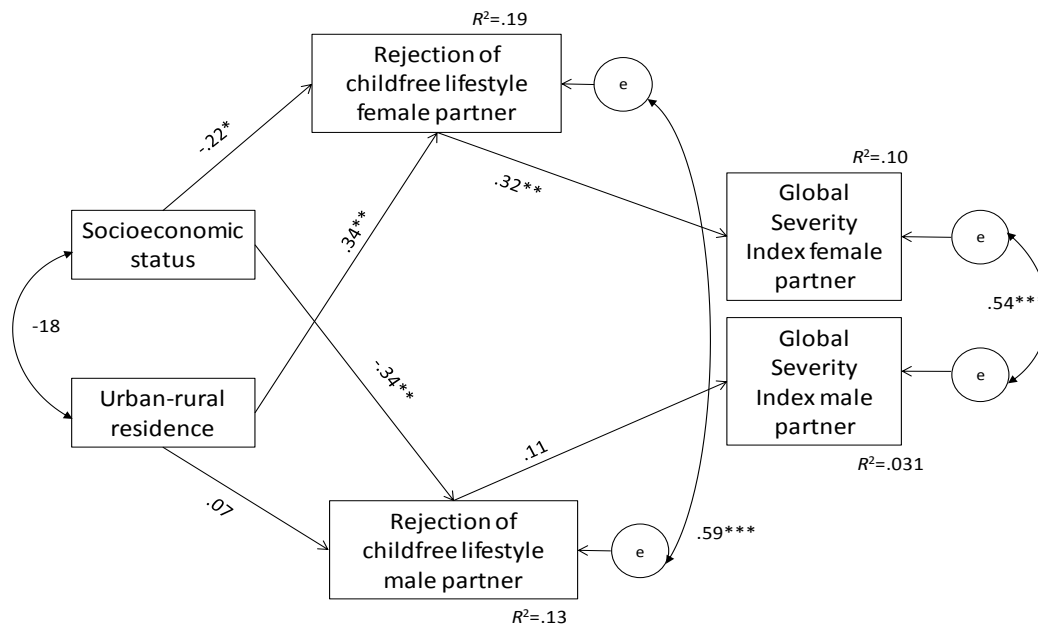 R²=.19
Rejection of
childfree lifestyle
female partner
e
-.22*
.34**
.32**
R²=.10
Global
Severity
Index female
partner
e
Socioeconomic
status
-18
-.34**
.54**
Urban-rural
residence
.07
.11
Global
Severity
Index male
partner
e
R²=.031
Rejection of
childfree lifestyle
male partner
e
.59***
R²=.13